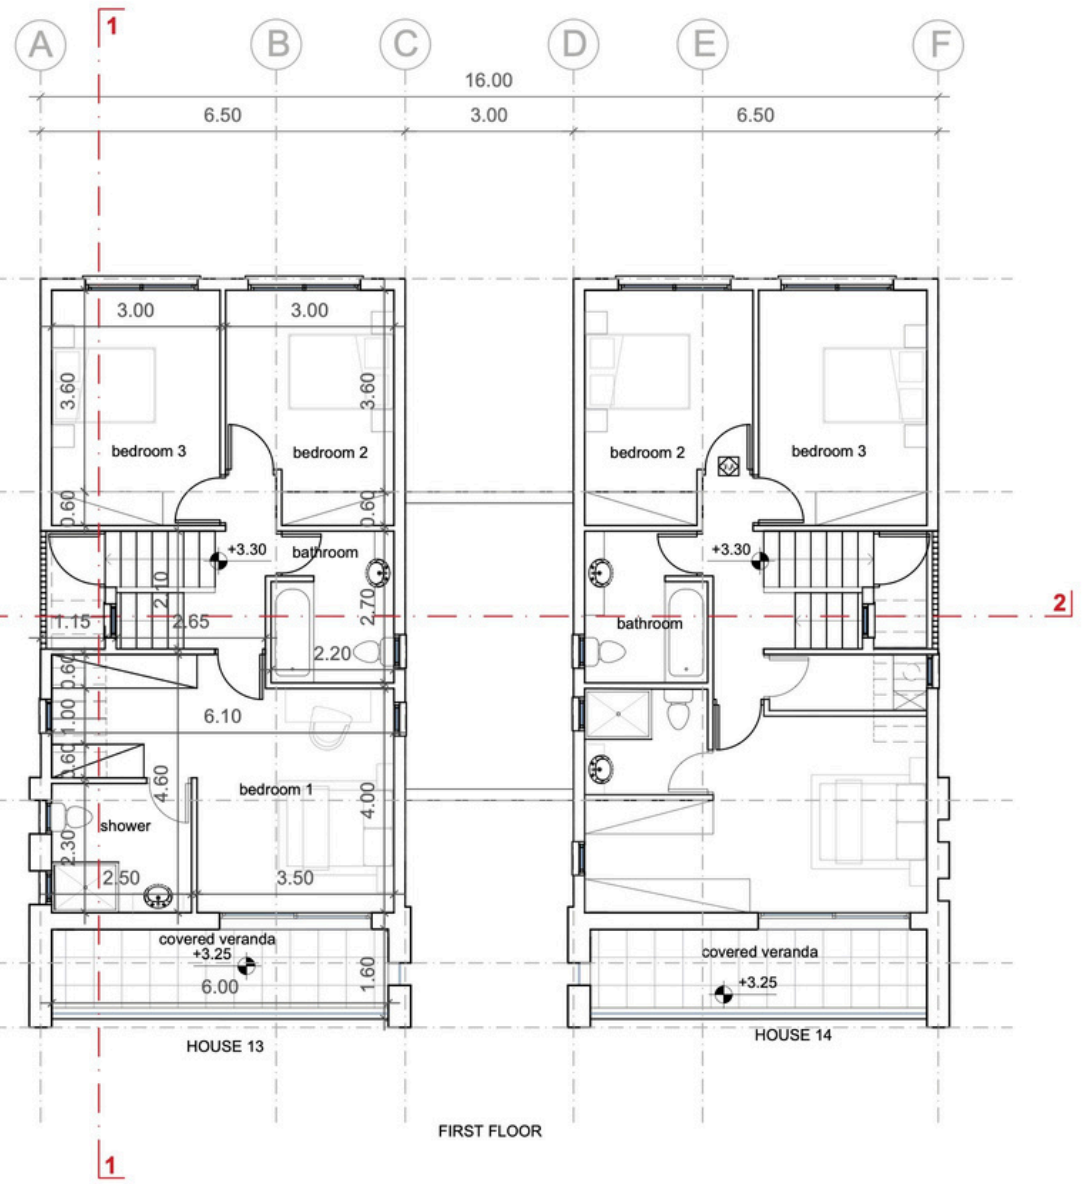 1
A
B
C
D
E
F
16.00
6.50
3.00
6.50
3.00
3.00
3.60
3.60
bedroom 3
bedroom 2
bedroom 2
bedroom 3
0.60
0.60
+3.30
bathroom
+3.30
2.10
2.70
2
1.15
2.65
bathroom
2.20
0.60
1.00
6.10
0.60
4.60
bedroom 1
4.00
shower
2.30
2.50
3.50
covered veranda
+3.25
covered veranda
6.00
1.60
+3.25
HOUSE 13
HOUSE 14
FIRST FLOOR
1